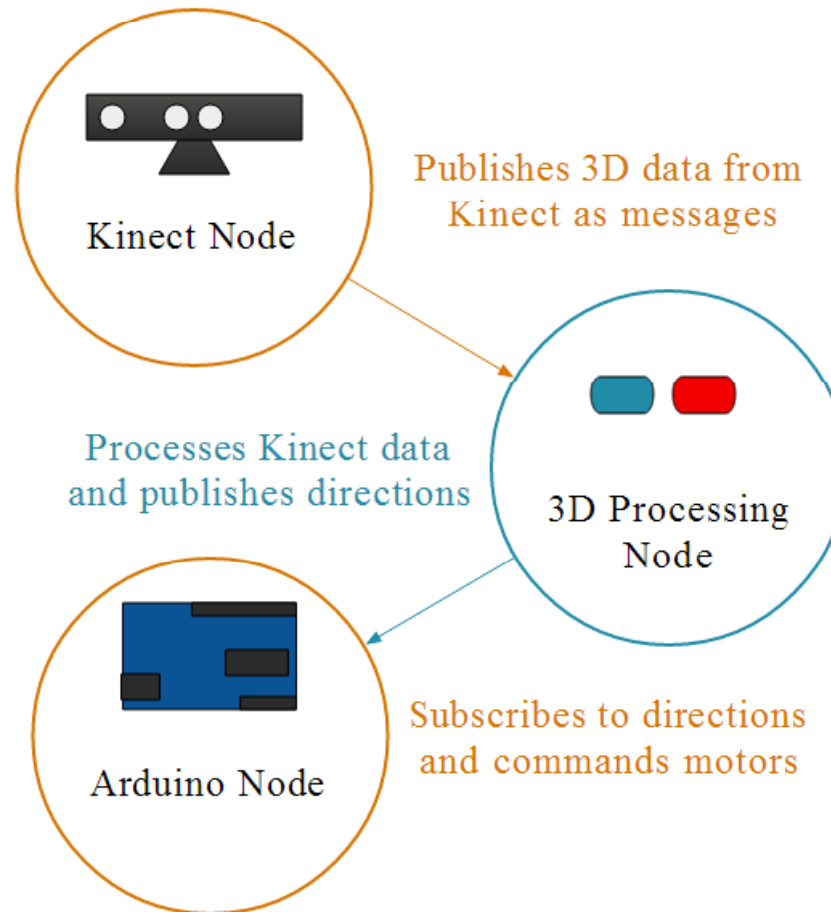 Kinect Node
Publishes 3D data from
Kinect as messages
Processes Kinect data
and publishes directions
3D Processing
Node
Arduino Node
Subscribes to directions
and commands motors